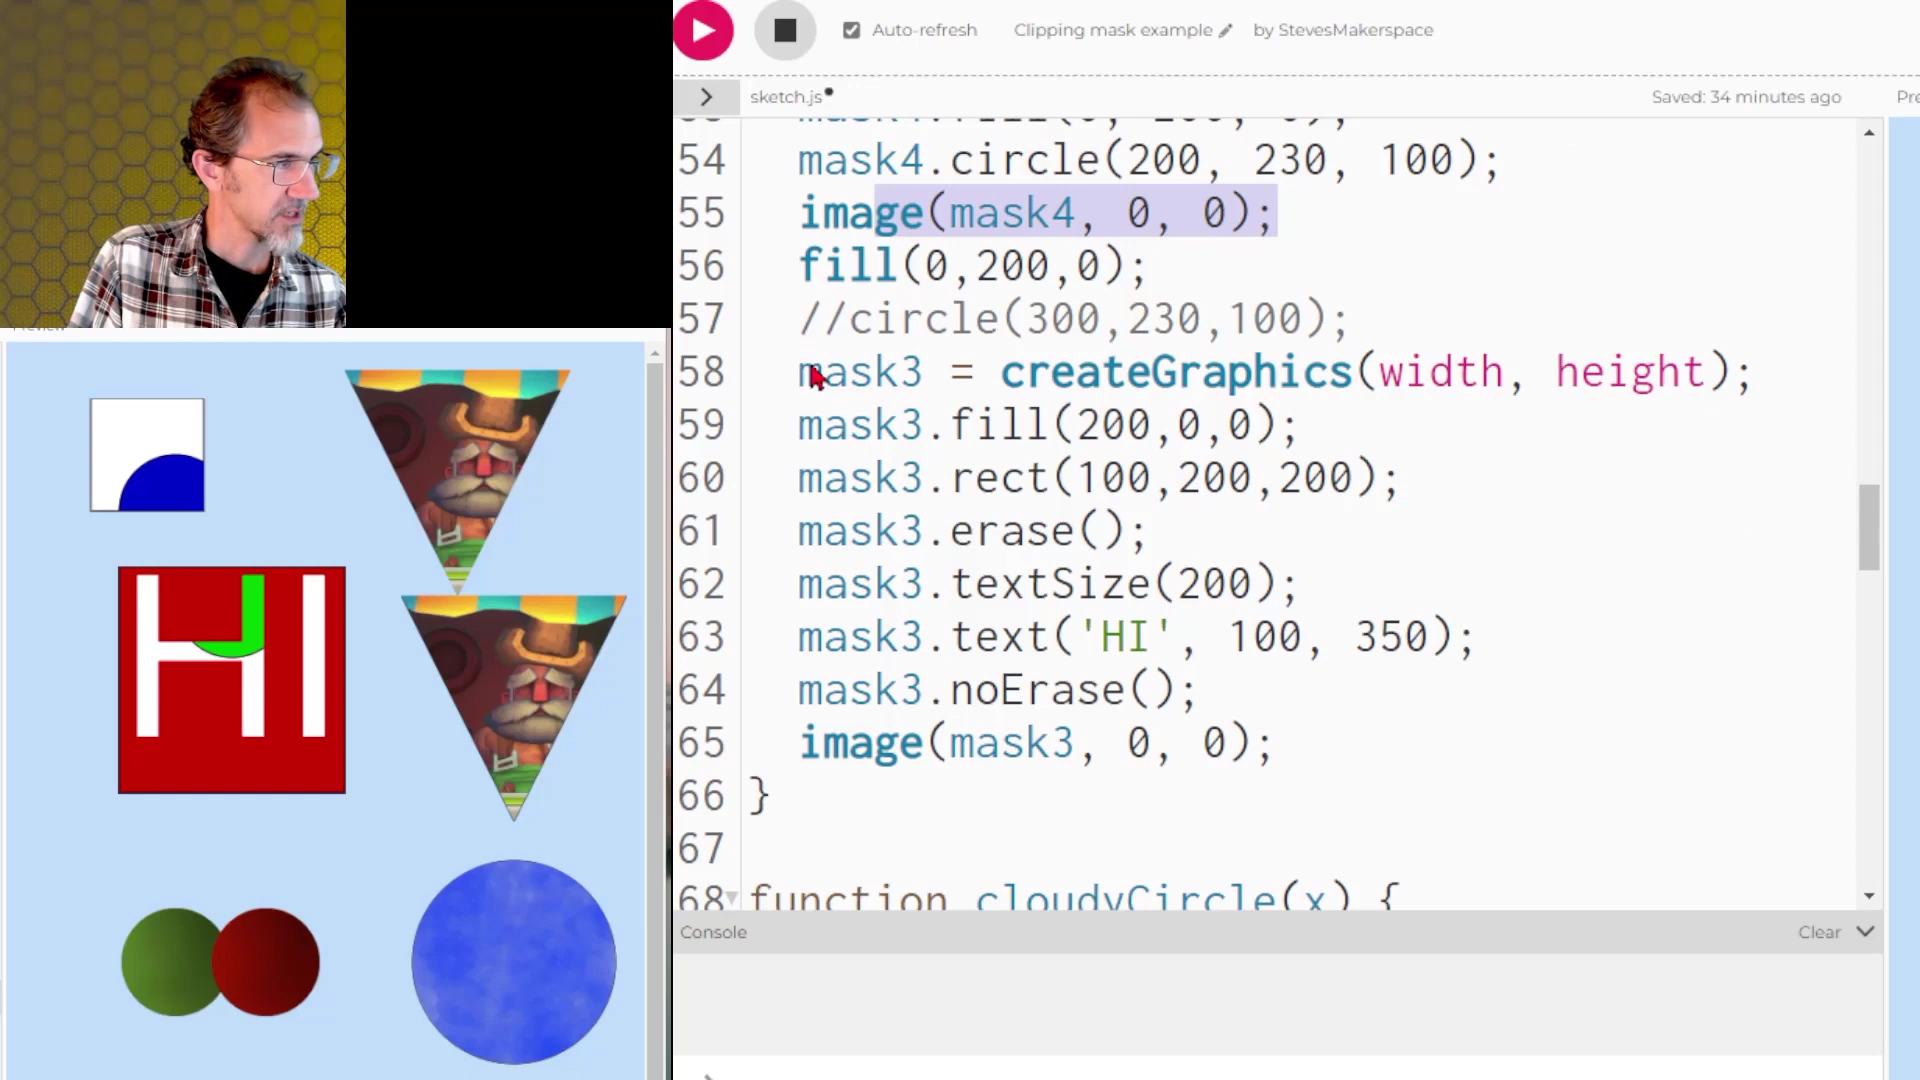 Auto-refresh
Clipping mask example
by StevesMakerspace
sketch.js
Saved: 34 minutes ago
Pre
54 mask4.circle(200, 230, 100);
55 image(mask4, 0, 0);
56 fill(0,200,0);
57 //circle(300,230,100);
58 mask3 = createGraphics(width, height);
59 mask3.fill(200,0,0);
60 mask3.rect(100,200,200);
61 mask3.erase();
62 mask3.textSize(200);
63 mask3.text('HI', 100, 350);
64 mask3.noErase();
65 image(mask3, 0, 0);
66 }
67
68 function cloudyCircle(x) {
Console
Clear
HI